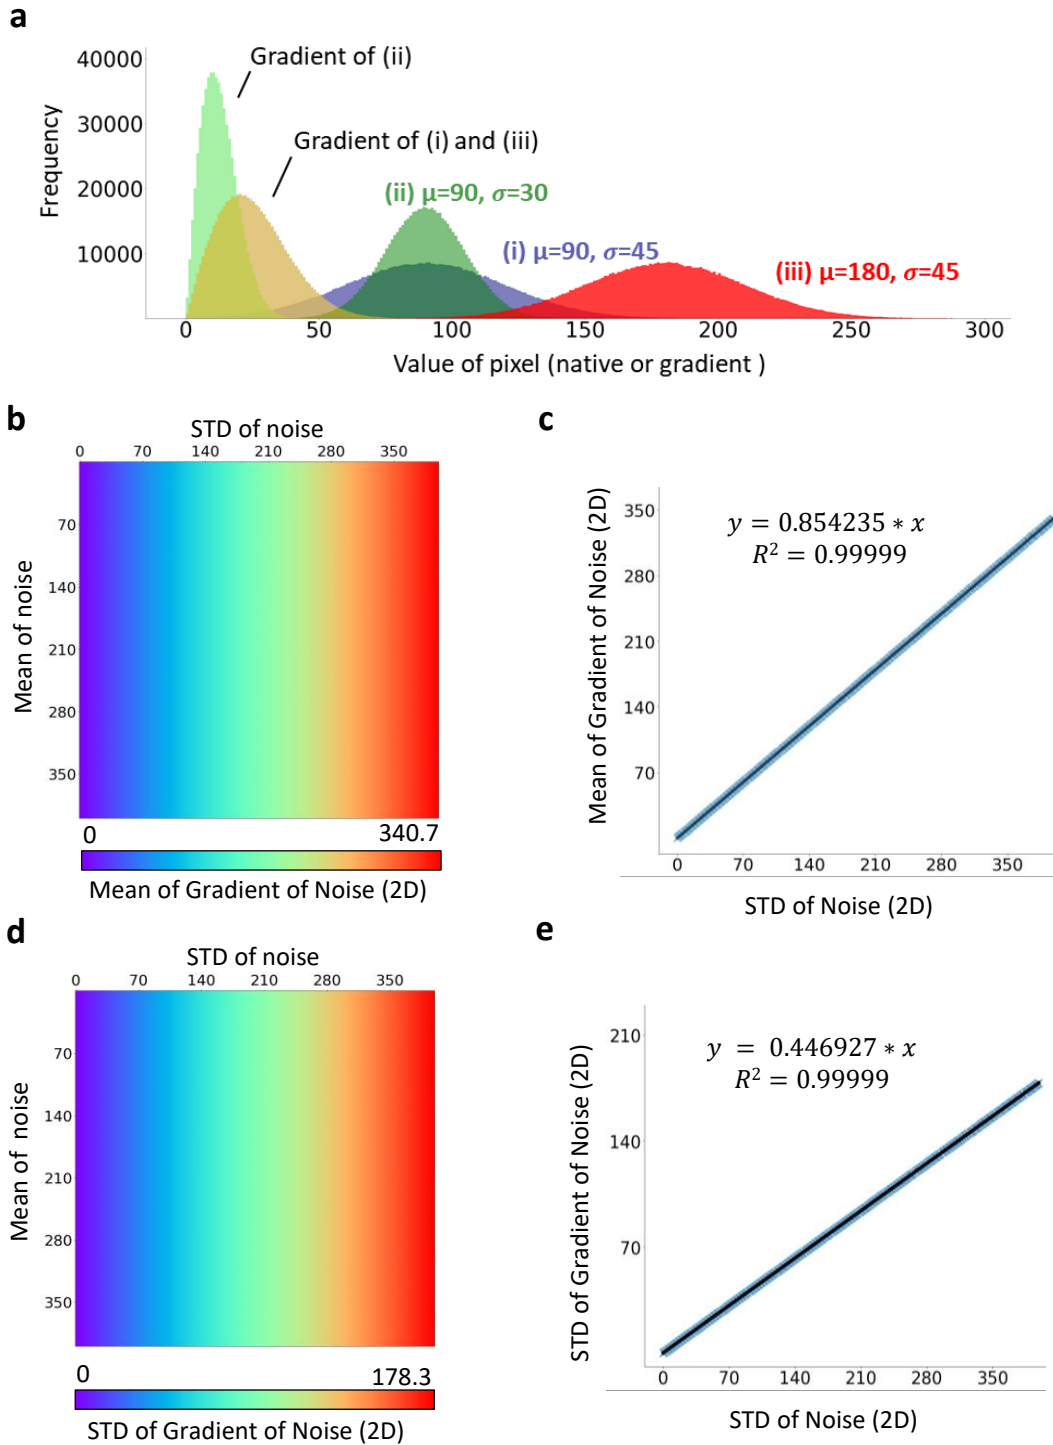 a
40000
30000
20000
10000
Frequency
Gradient of (ii)
Gradient of (i) and (iii)
(ii) μ=90, σ=30
(i) μ=90, σ=45
(iii) μ=180, σ=45
0 50 100 150 200 250 300
Value of pixel (native or gradient )
b
STD of noise
0 70 140 210 280 350
70
140
210
280
350
Mean of noise
0 340.7
Mean of Gradient of Noise (2D)
c
y = 0.854235 * x
R² = 0.99999
350
280
210
140
70
Mean of Gradient of Noise (2D)
0 70 140 210 280 350
STD of Noise (2D)
d
STD of noise
0 70 140 210 280 350
70
140
210
280
350
Mean of noise
0 178.3
STD of Gradient of Noise (2D)
e
y = 0.446927 * x
R² = 0.99999
210
140
70
STD of Gradient of Noise (2D)
0 70 140 210 280 350
STD of Noise (2D)